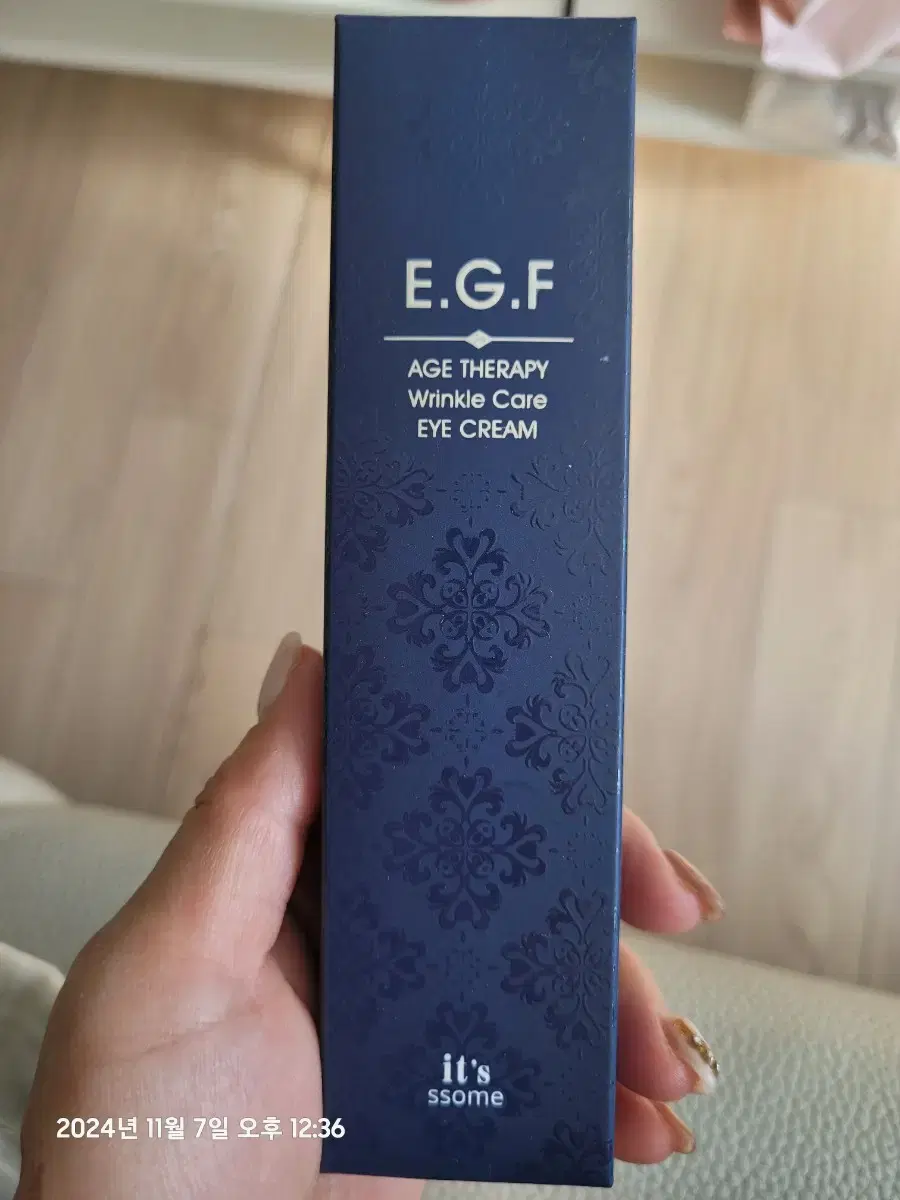 E.G.F
AGE THERAPY
Wrinkle Care
EYE CREAM
it's
ssome
2024년 11월 7일 오후 12:36